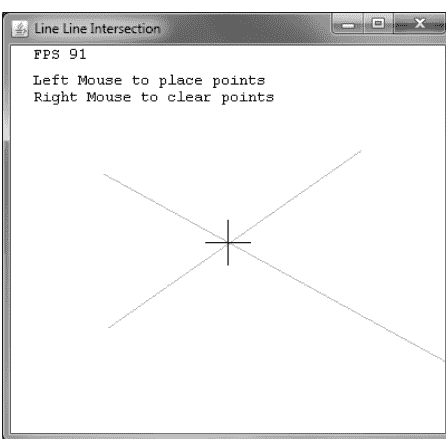 Line Line Intersection
FPS 91
Left Mouse to place points
Right Mouse to clear points